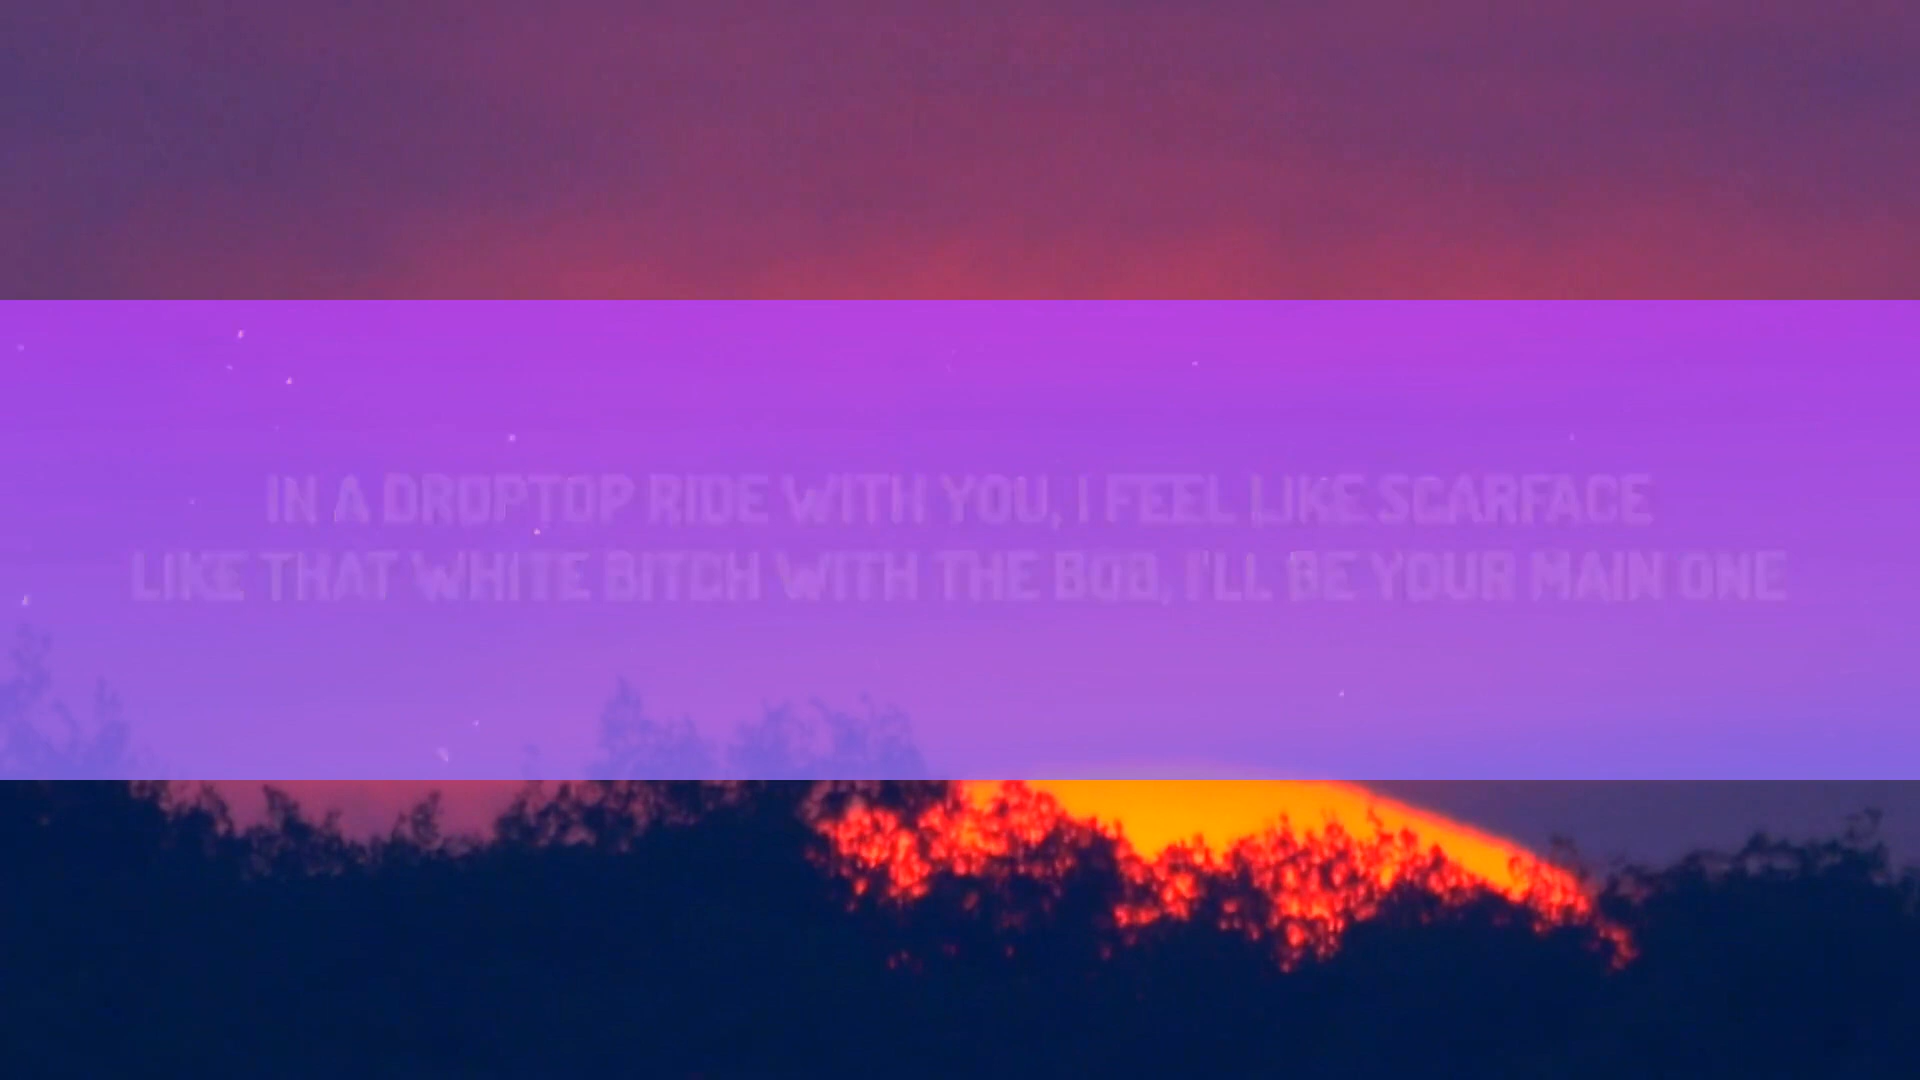 IN A DROPTOP RIDE WITH YOU, I FEEL LIKE SCARFACE
LIKE THAT WHITE BITCH WITH THE BOB, I'LL BE YOUR MAIN ONE